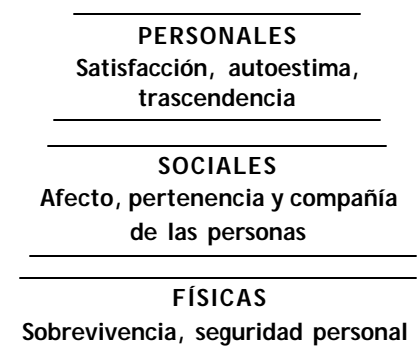 PERSONALES
Satisfacción, autoestima,
trascendencia
SOCIALES
Afecto, pertenencia y compañía
de las personas
FÍSICAS
Sobrevivencia, seguridad personal